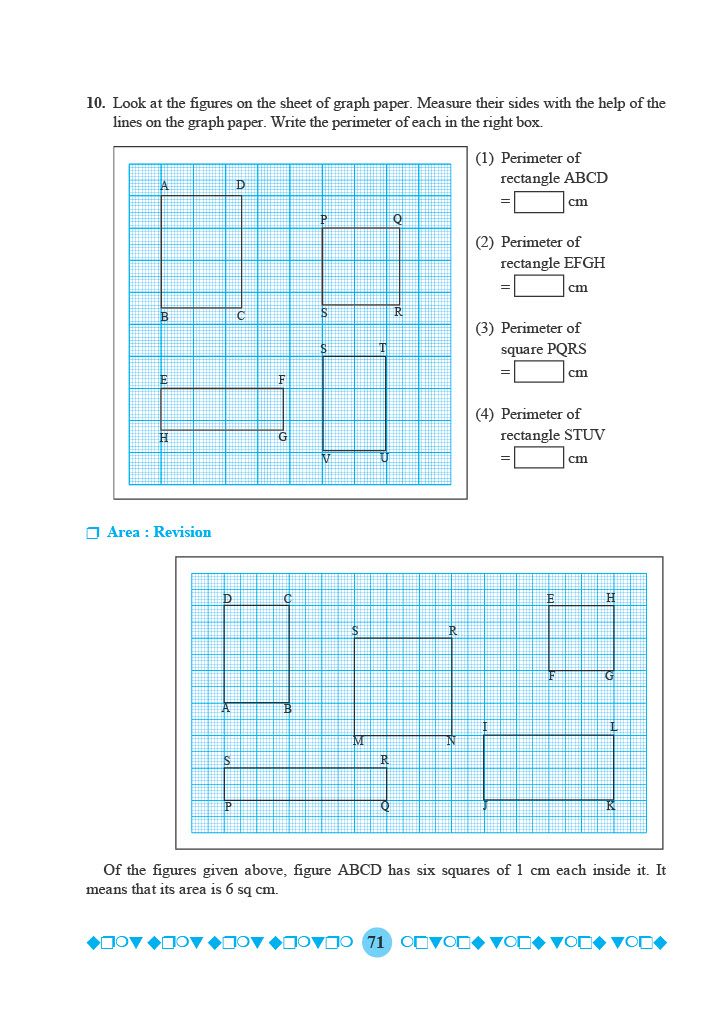 10. Look at the figures on the sheet of graph paper. Measure their sides with the help of the
lines on the graph paper. Write the perimeter of each in the right box.
A D
P Q
B C
S R
S T
E F
H G
V U
(1) Perimeter of
rectangle ABCD
= cm
(2) Perimeter of
rectangle EFGH
= cm
(3) Perimeter of
square PQRS
= cm
(4) Perimeter of
rectangle STUV
= cm
❒ Area : Revision
D C E H
S R
F G
A B
I L
M N
S R
P Q J K
Of the figures given above, figure ABCD has six squares of 1 cm each inside it. It
means that its area is 6 sq cm.
71